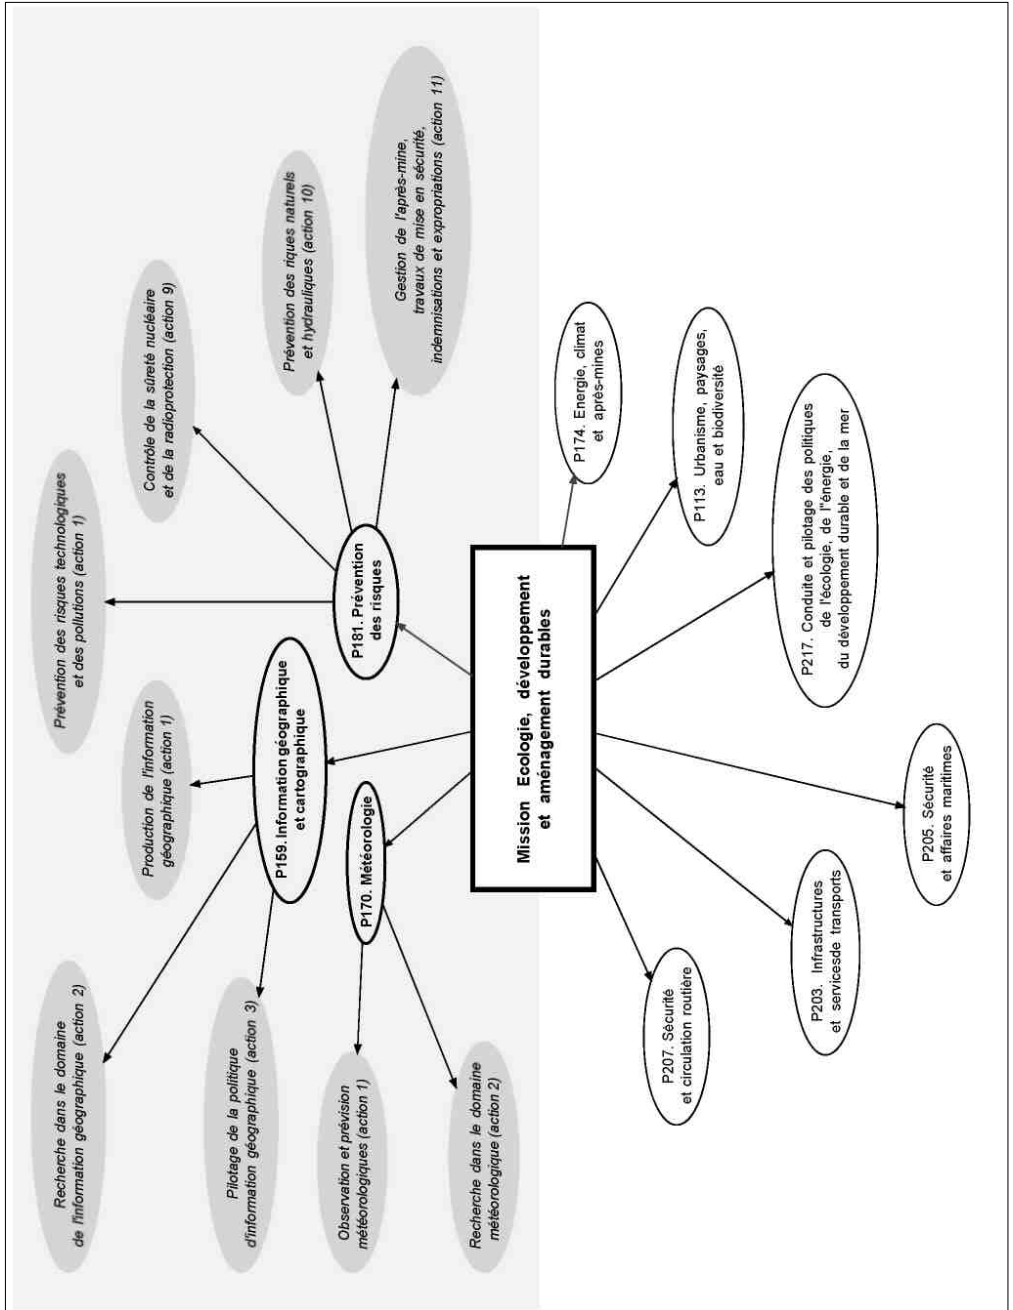 Recherche dans le domaine
de l'information géographique (action 2)
Prévention des risques technologiques
et des pollutions (action 1)
Production de l'information
géographique (action 1)
Contrôle de la sûreté nucléaire
et de la radioprotection (action 9)
Pilotage de la politique
d'information géographique (action 3)
P159. Information géographique
et cartographique
Prévention des riques naturels
et hydrauliques (action 10)
Observation et prévision
météorologiques (action 1)
P170. Météorologie
P181. Prévention
des risques
Gestion de l'après-mine,
travaux de mise en sécurité,
indemnisations et expropriations (action 11)
Recherche dans le domaine
météorologique (action 2)
Mission Ecologie, développement
et aménagement durables
P174. Energie, climat
et après-mines
P207. Sécurité
et circulation routière
P113. Urbanisme, paysages,
eau et biodiversité
P203. Infrastructures
et servicesde transports
P217. Conduite et pilotage des politiques
de l'écologie, de l''énergie,
du développement durable et de la mer
P205. Sécurité
et affaires maritimes